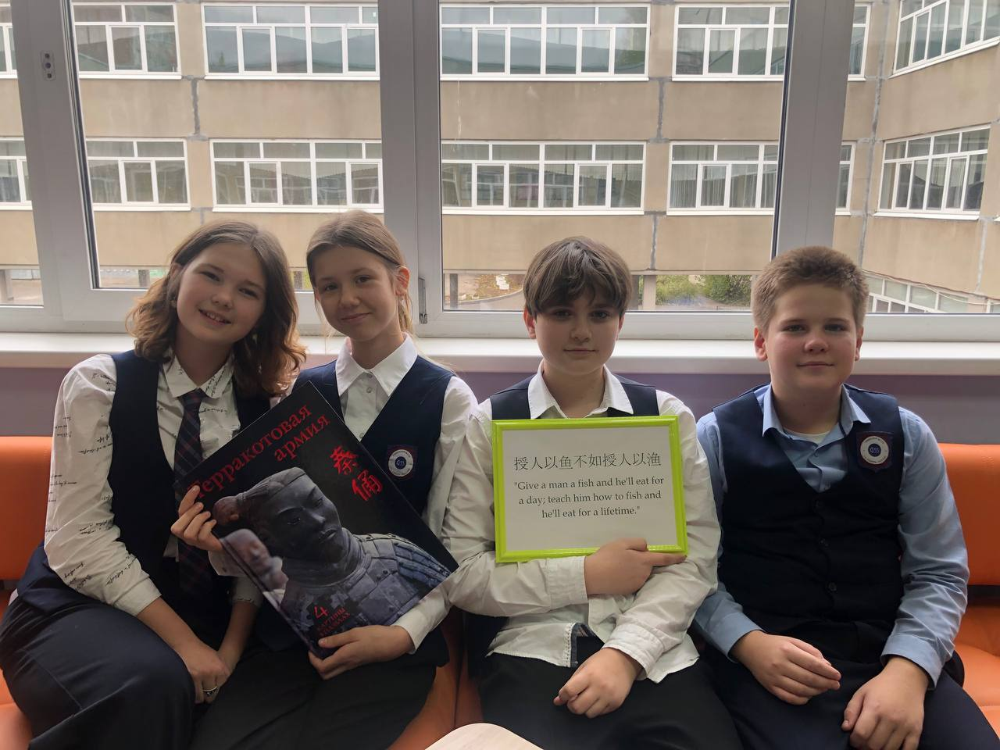 Терракотовая
армия
秦
俑
4
授人以鱼不如授人以渔
"Give a man a fish and he'll eat for
a day; teach him how to fish and
he'll eat for a lifetime."